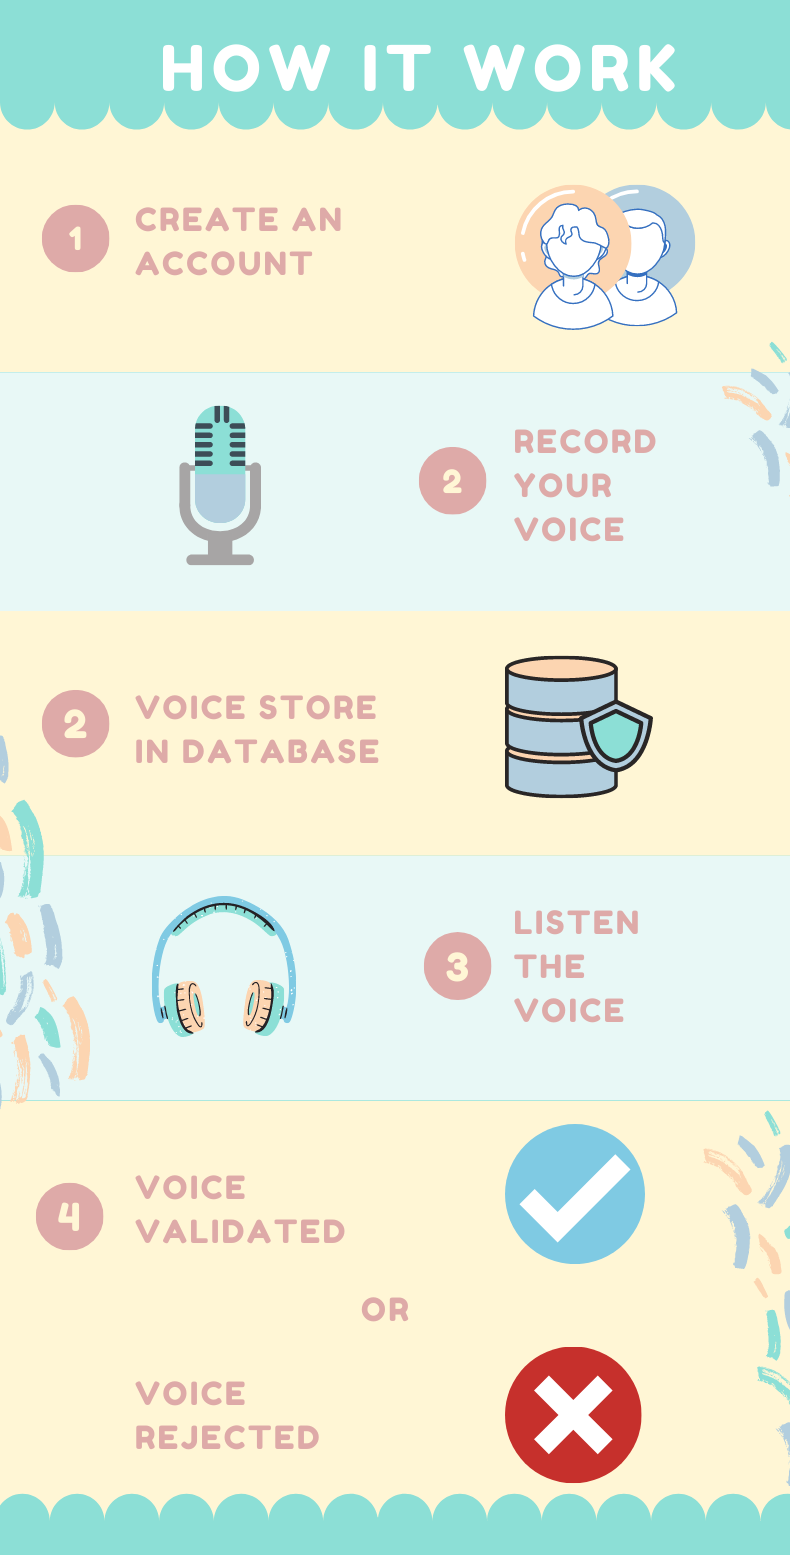 HOW IT WORK
1
CREATE AN
ACCOUNT
2
RECORD
YOUR
VOICE
2
VOICE STORE
IN DATABASE
3
LISTEN
THE
VOICE
4
VOICE
VALIDATED
OR
VOICE
REJECTED